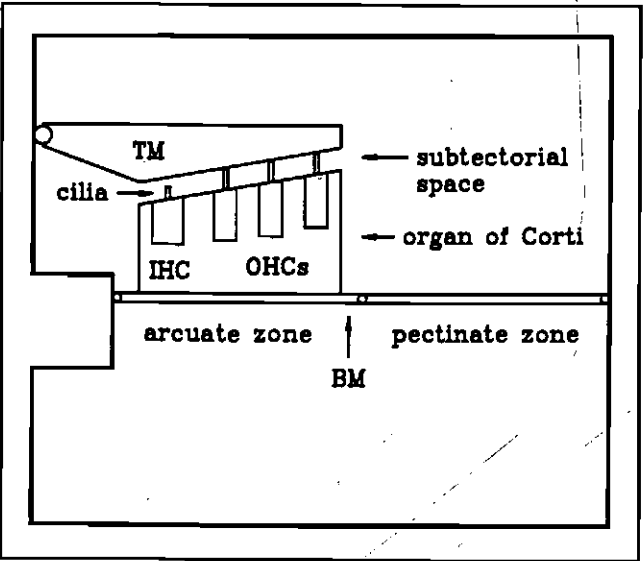 TM
subtectorial
space
cilia
organ of Corti
IHC
OHCs
arcuate zone
pectinate zone
BM